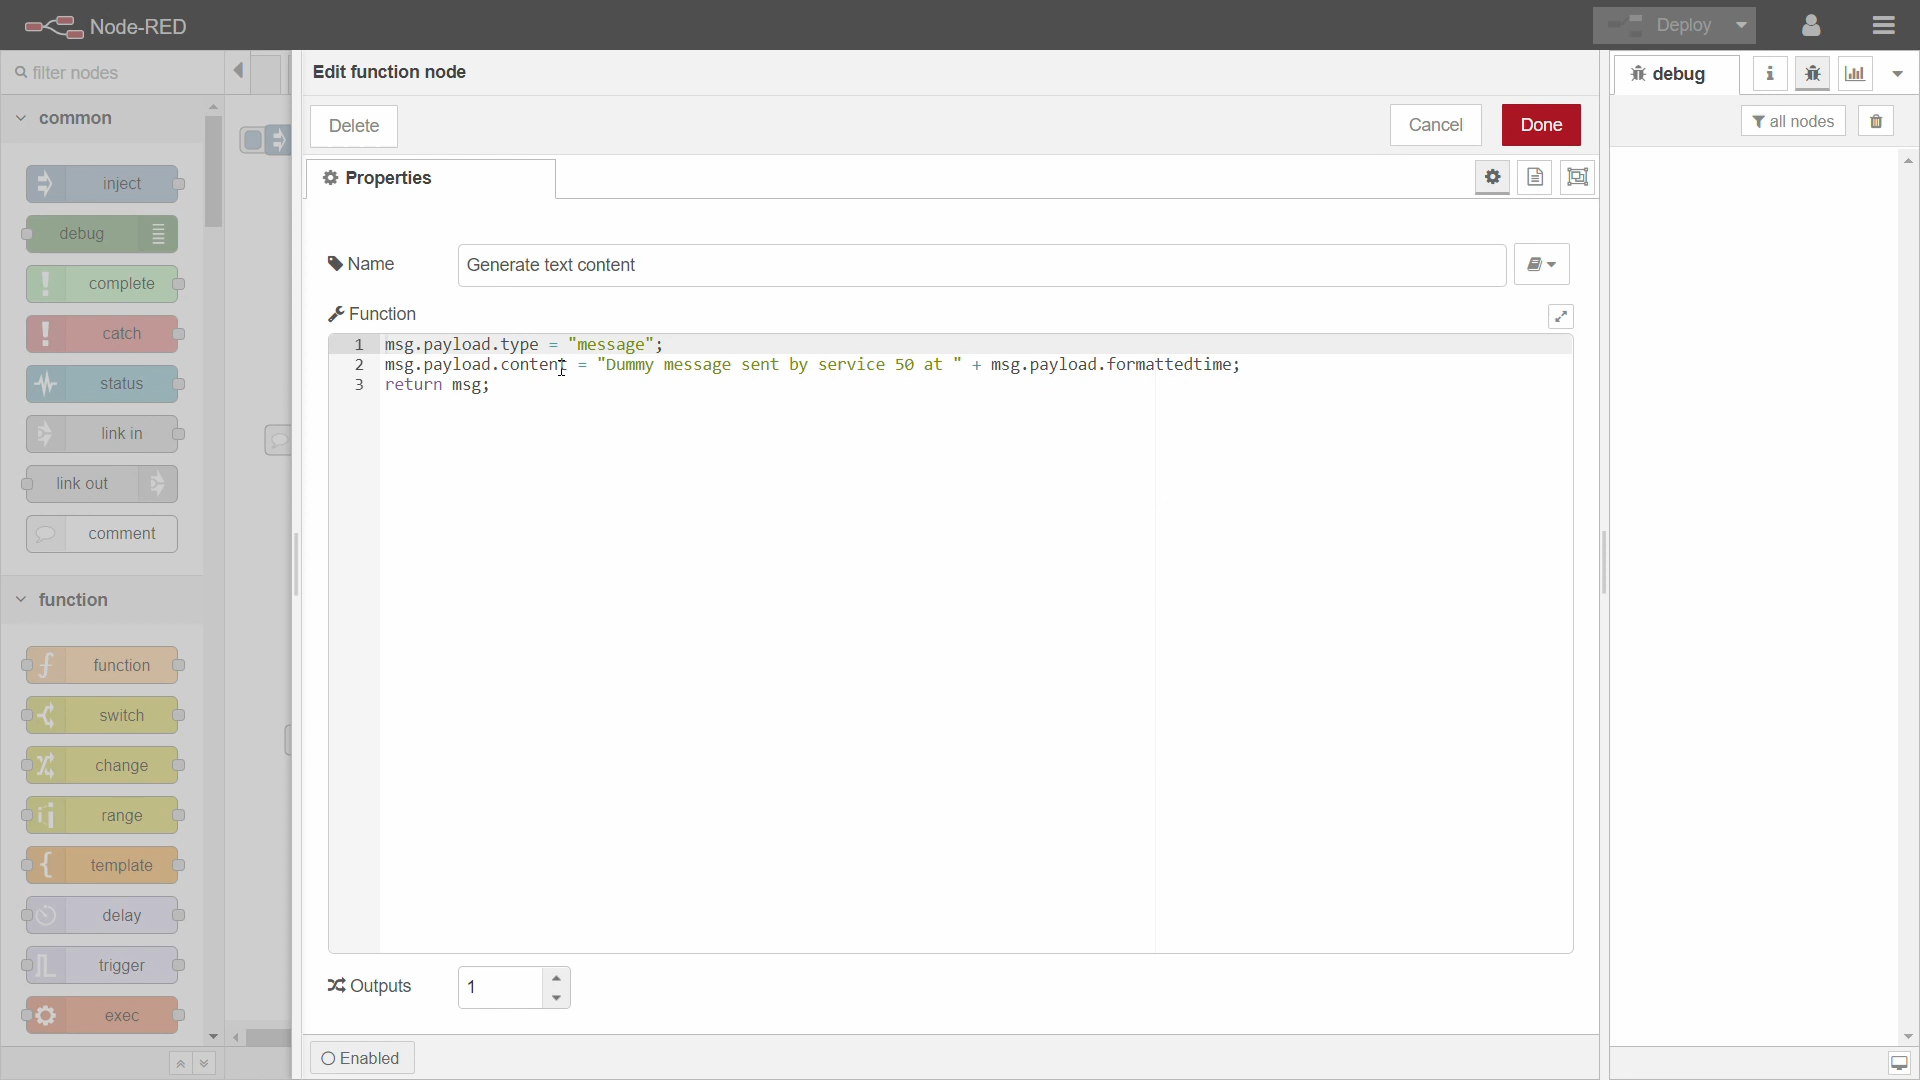 Node-RED
Deploy
filter nodes
Edit function node
debug
i
Delete
Cancel
Done
all nodes
common
Properties
inject
debug
complete
catch
status
link in
link out
comment
Name
Generate text content
Function
1 msg.payload.type = "message";
2 msg.payload.content = "Dummy message sent by service 50 at " + msg.payload.formattedtime;
3 return msg;
function
function
switch
change
range
template
delay
trigger
exec
Outputs
1
Enabled